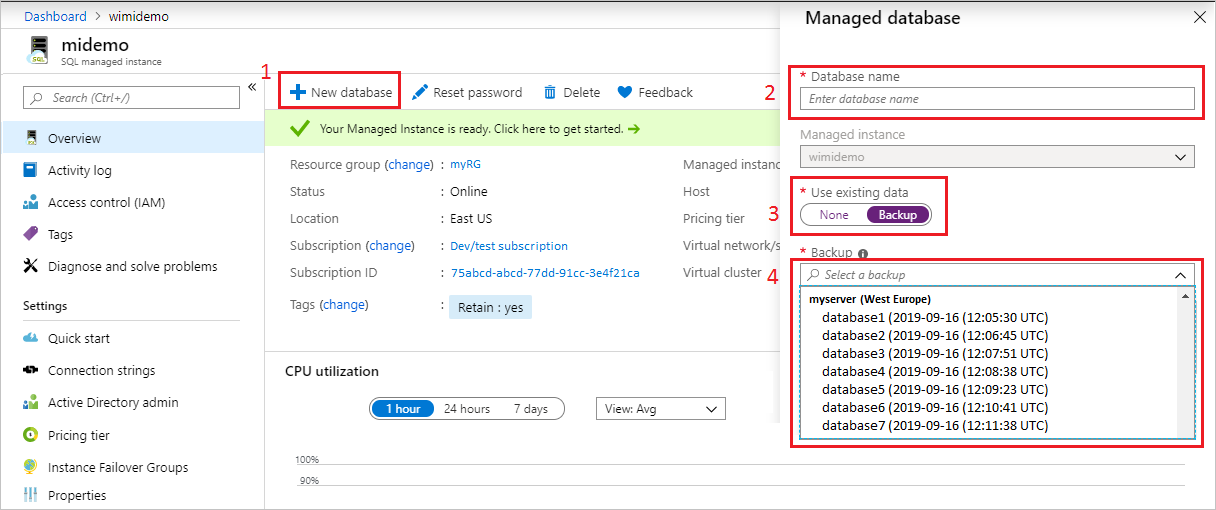 Dashboard > wimidemo
midemo
SQL managed instance
SQL
Search (Ctrl+/)
«
Overview
Activity log
Access control (IAM)
Tags
Diagnose and solve problems
Settings
Quick start
Connection strings
Active Directory admin
Pricing tier
Instance Failover Groups
Properties
1
New database
Reset password
Delete
Feedback
Your Managed Instance is ready. Click here to get started. →
Resource group (change) : myRG
Status : Online
Location : East US
Subscription (change) : Dev/test subscription
Subscription ID : 75abcd-abcd-77dd-91cc-3e4f21ca
Tags (change) : Retain : yes
Managed instanc
Host
Pricing tier
Virtual network/s
Virtual cluster
CPU utilization
1 hour 24 hours 7 days View: Avg
100%
90%
Managed database
2
* Database name
Enter database name
Managed instance
wimidemo
3
* Use existing data
None Backup
* Backup
4
Select a backup
myserver (West Europe)
database1 (2019-09-16 (12:05:30 UTC)
database2 (2019-09-16 (12:06:45 UTC)
database3 (2019-09-16 (12:07:51 UTC)
database4 (2019-09-16 (12:08:38 UTC)
database5 (2019-09-16 (12:09:23 UTC)
database6 (2019-09-16 (12:10:41 UTC)
database7 (2019-09-16 (12:11:38 UTC)